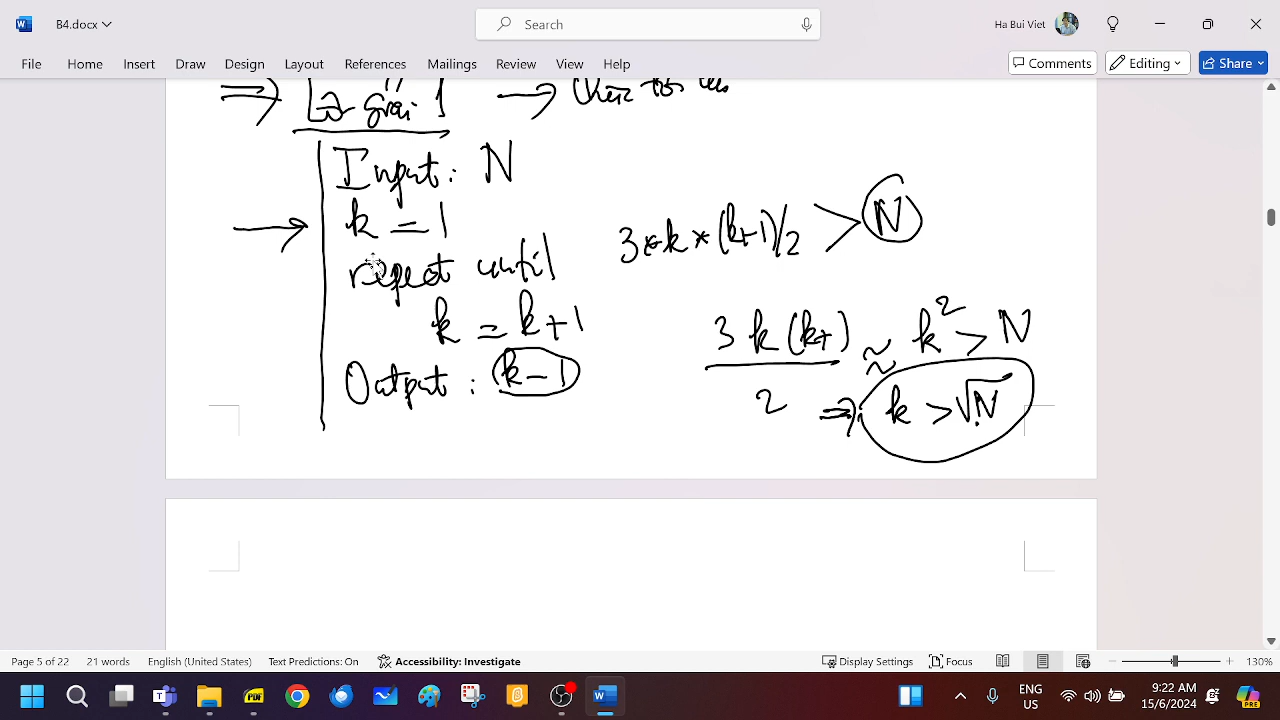 B4.docx
Search
Ha Bui Viet
File Home Insert Draw Design Layout References Mailings Review View Help
Comments Editing Share
⇒ Lời giải 1 →
Input: N
→ k = 1
repeat until 3*k*(k+1)/2 > N
k = k+1
Output: k-1
3 k (k+) / 2 ≈ k² > N
⇒ k > √N
Page 5 of 22 21 words English (United States) Text Predictions: On Accessibility: Investigate Display Settings Focus 130%
ENG US
9:22 AM
15/6/2024
PDF
PRE